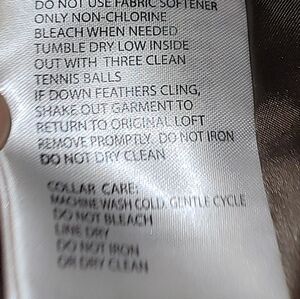 DO NOT USE FABRIC SOFTENER
ONLY NON-CHLORINE
BLEACH WHEN NEEDED
TUMBLE DRY LOW INSIDE
OUT WITH THREE CLEAN
TENNIS BALLS
IF DOWN FEATHERS CLING,
SHAKE OUT GARMENT TO
RETURN TO ORIGINAL LOFT
REMOVE PROMPTLY. DO NOT IRON
DO NOT DRY CLEAN
COLLAR CARE:
MACHINE WASH COLD, GENTLE CYCLE
DO NOT BLEACH
LINE DRY
DO NOT IRON
OR DRY CLEAN